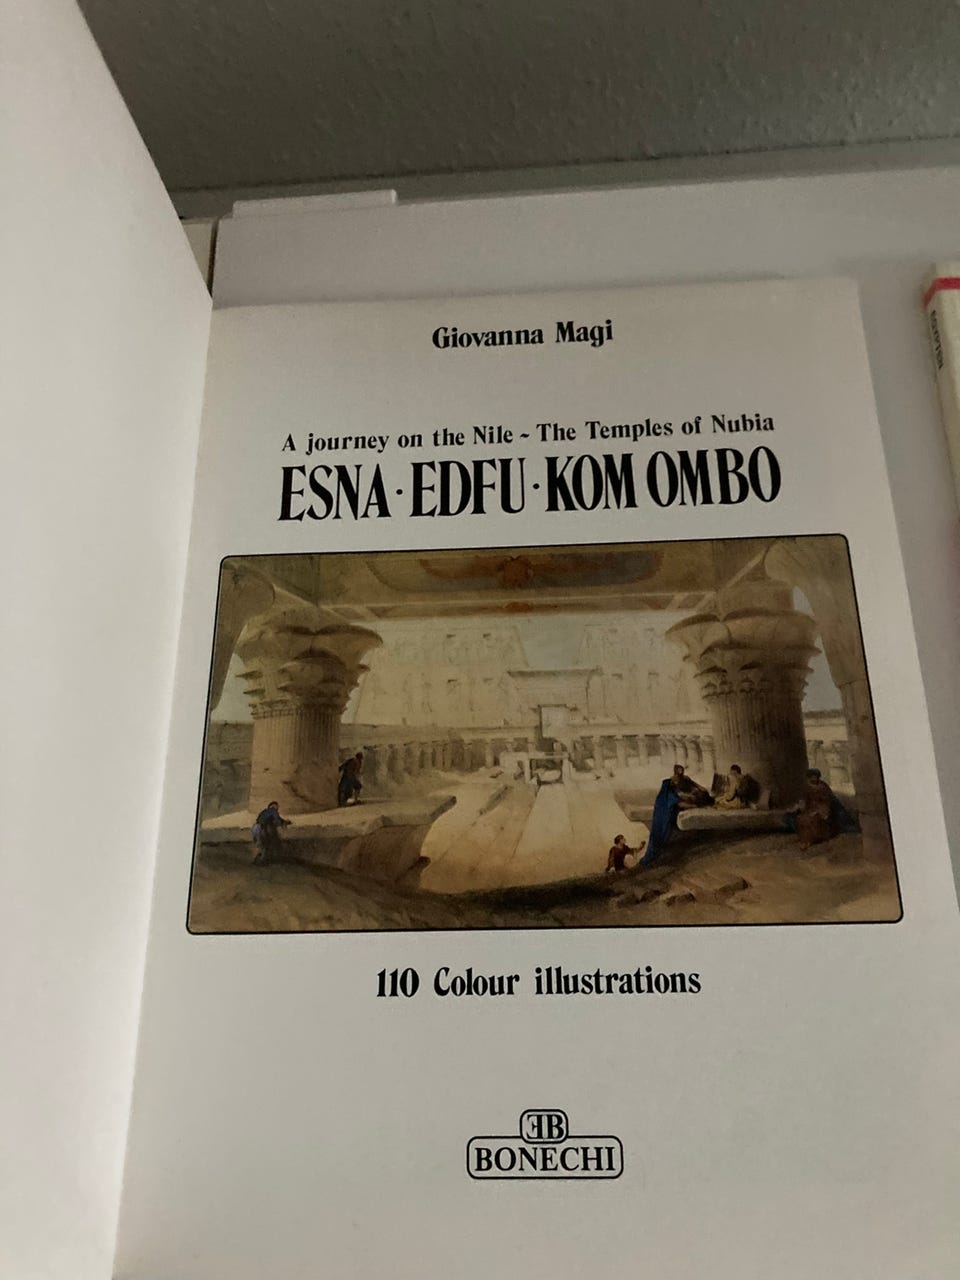 Giovanna Magi
A journey on the Nile ~ The Temples of Nubia
ESNA · EDFU · KOM OMBO
110 Colour illustrations
EB
BONECHI